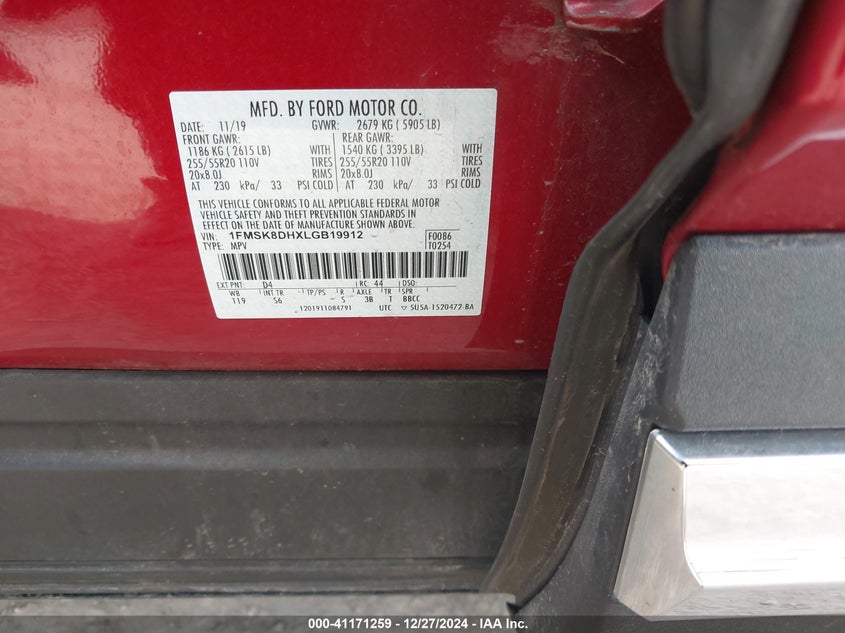 MFD. BY FORD MOTOR CO.
DATE: 11/19 GVWR: 2679 KG ( 5905 LB)
FRONT GAWR: REAR GAWR:
1186 KG ( 2615 LB) WITH 1540 KG ( 3395 LB) WITH
255/55R20 110V TIRES 255/55R20 110V TIRES
20x8.0J RIMS 20x8.0J RIMS
AT 230 kPa/ 33 PSI COLD AT 230 kPa/ 33 PSI COLD
THIS VEHICLE CONFORMS TO ALL APPLICABLE FEDERAL MOTOR
VEHICLE SAFETY AND THEFT PREVENTION STANDARDS IN
EFFECT ON THE DATE OF MANUFACTURE SHOWN ABOVE.
VIN: 1FMSK8DHXLGB19912 F0086
TYPE: MPV T0254
EXT PNT: D4 RC: 44 DSO:
WB INT TR TP/PS R AXLE TR SPR
119 S6 5 3B T BBCC
1201911084791 UTC 5U5A-1520472-BA
000-41171259 - 12/27/2024 - IAA Inc.